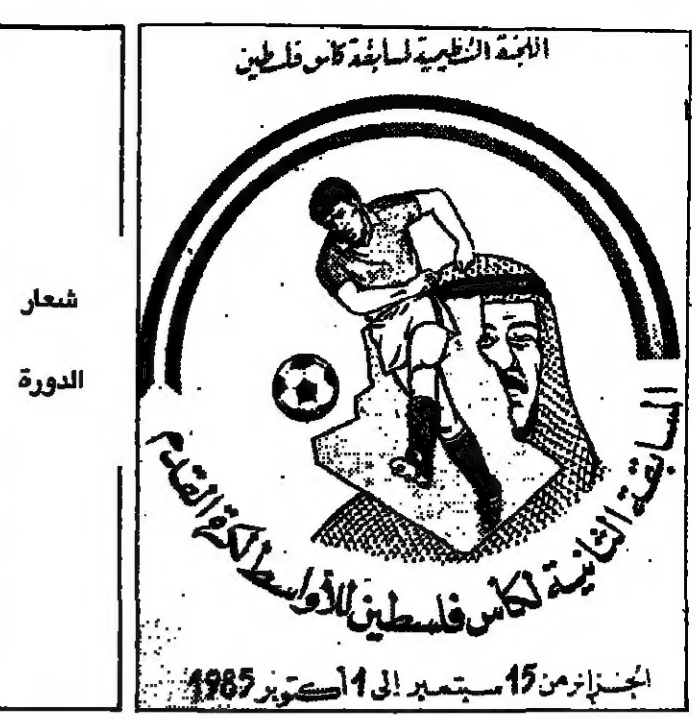 اللجنة التنظيمية لمسابقة كأس فلسطين
شعار
الدورة
المسابقة الثانية لكأس فلسطين للأواسط لكرة القدم
الجزائر من 15 سبتمبر إلى 1 أكتوبر 1985